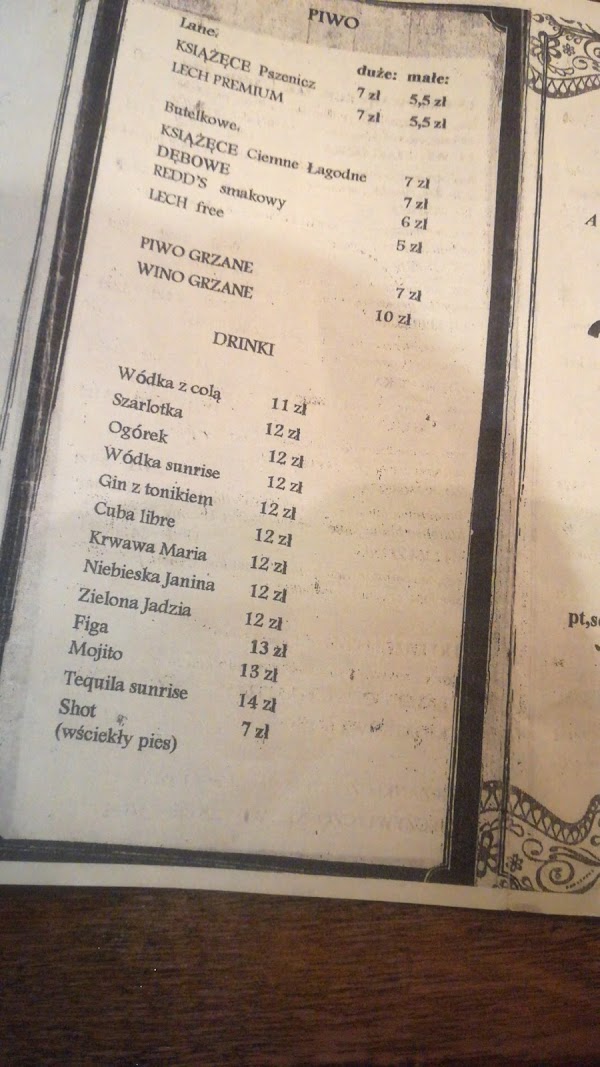 PIWO
Lane: duże: małe:
KSIĄŻĘCE Pszenicz 7 zł 5,5 zł
LECH PREMIUM 7 zł 5,5 zł
Butelkowe:
KSIĄŻĘCE Ciemne Łagodne 7 zł
DĘBOWE 7 zł
REDD'S smakowy 6 zł
LECH free 5 zł
PIWO GRZANE 7 zł
WINO GRZANE 10 zł
DRINKI
Wódka z colą 11 zł
Szarlotka 12 zł
Ogórek 12 zł
Wódka sunrise 12 zł
Gin z tonikiem 12 zł
Cuba libre 12 zł
Krwawa Maria 12 zł
Niebieska Janina 12 zł
Zielona Jadzia 12 zł
Figa 13 zł
Mojito 13 zł
Tequila sunrise 14 zł
Shot 7 zł
(wściekły pies)